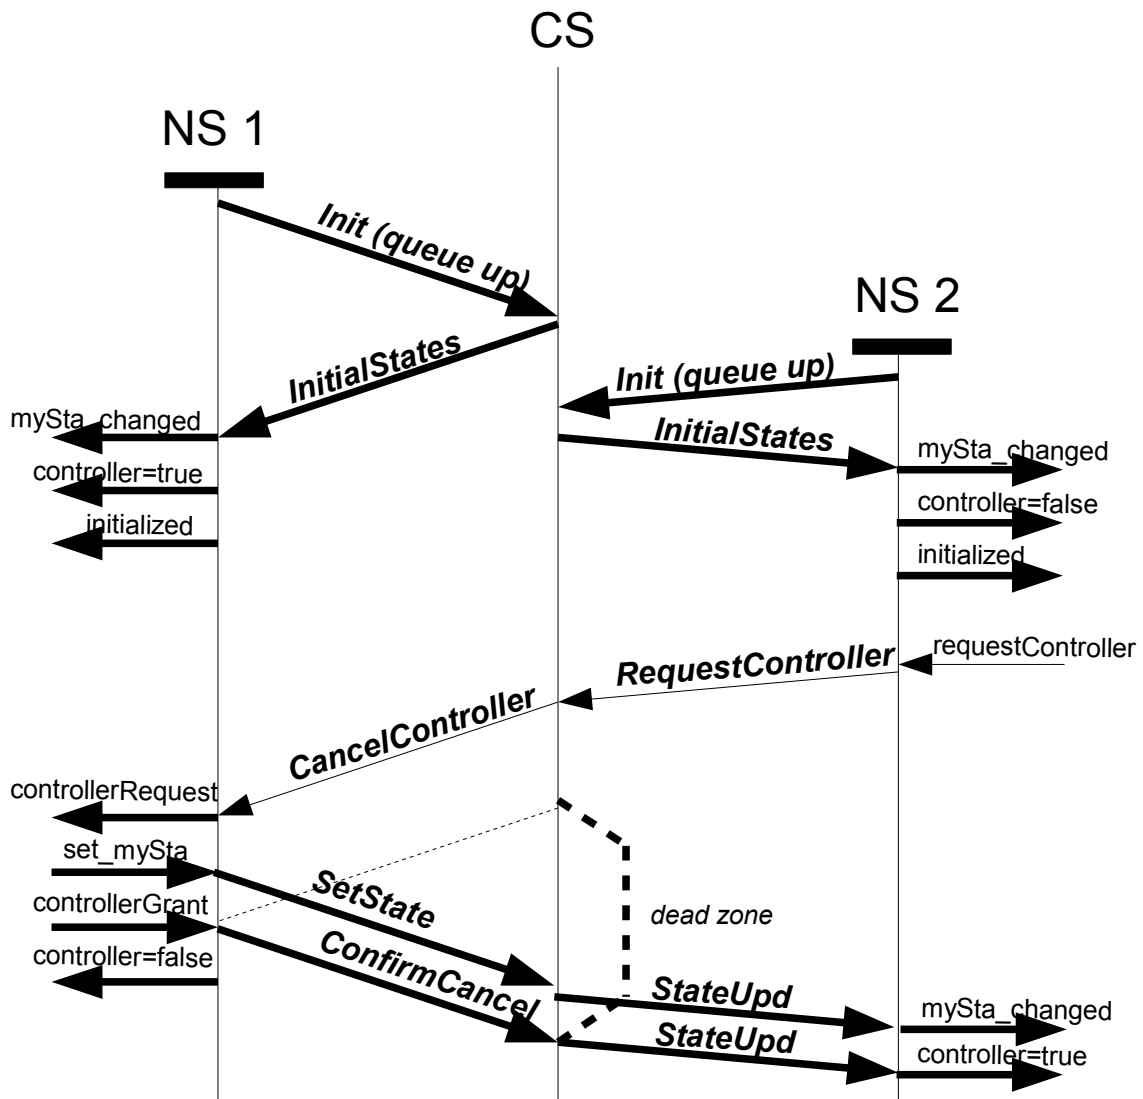 CS
NS 1
Init (queue up)
NS 2
InitialStates
Init (queue up)
mySta_changed
InitialStates
mySta_changed
controller=true
controller=false
initialized
initialized
requestController
RequestController
CancelController
controllerRequest
set_mySta
SetState
controllerGrant
dead zone
ConfirmCancel
controller=false
StateUpd
mySta_changed
StateUpd
controller=true